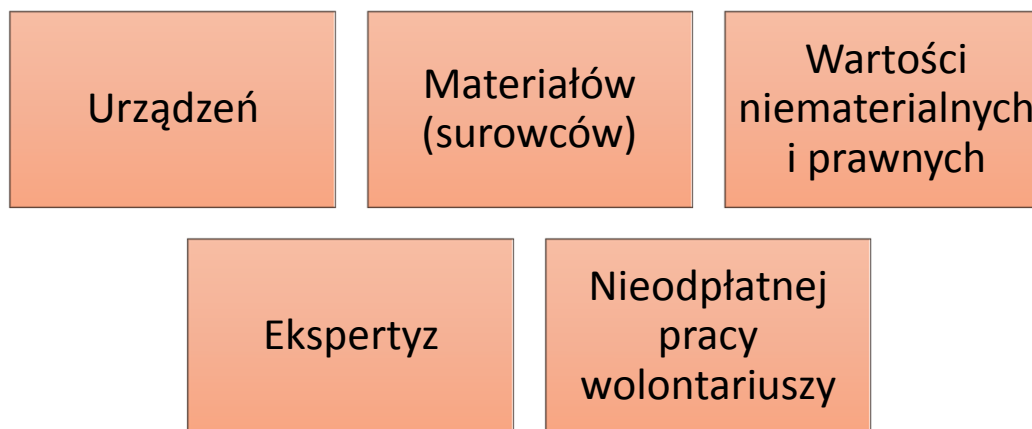 Urządzeń
Materiałów
(surowców)
Wartości
niematerialnych
i prawnych
Ekspertyz
Nieodpłatnej
pracy
wolontariuszy